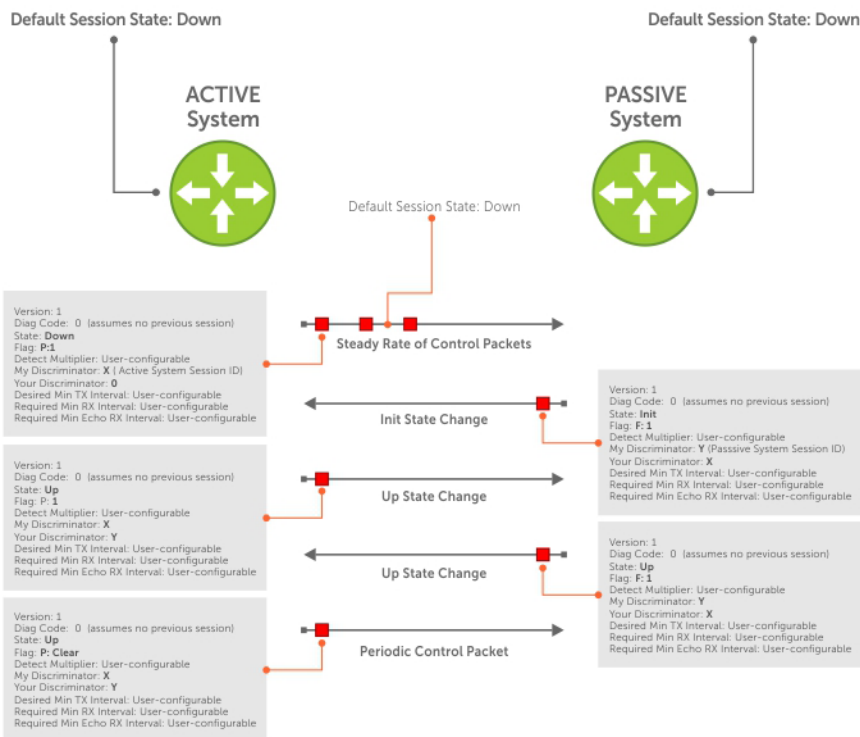 Default Session State: Down
Default Session State: Down
ACTIVE
System
PASSIVE
System
Default Session State: Down
Version: 1
Diag Code: 0 (assumes no previous session)
State: Down
Flag: P:1
Detect Multiplier: User-configurable
My Discriminator: X ( Active System Session ID)
Your Discriminator: 0
Desired Min TX Interval: User-configurable
Required Min RX Interval: User-configurable
Required Min Echo RX Interval: User-configurable
Steady Rate of Control Packets
Init State Change
Version: 1
Diag Code: 0 (assumes no previous session)
State: Init
Flag: F: 1
Detect Multiplier: User-configurable
My Discriminator: Y (Passsive System Session ID)
Your Discriminator: X
Desired Min TX Interval: User-configurable
Required Min RX Interval: User-configurable
Required Min Echo RX Interval: User-configurable
Version: 1
Diag Code: 0 (assumes no previous session)
State: Up
Flag: P: 1
Detect Multiplier: User-configurable
My Discriminator: X
Your Discriminator: Y
Desired Min TX Interval: User-configurable
Required Min RX Interval: User-configurable
Required Min Echo RX Interval: User-configurable
Up State Change
Up State Change
Version: 1
Diag Code: 0 (assumes no previous session)
State: Up
Flag: F: 1
Detect Multiplier: User-configurable
My Discriminator: Y
Your Discriminator: X
Desired Min TX Interval: User-configurable
Required Min RX Interval: User-configurable
Required Min Echo RX Interval: User-configurable
Version: 1
Diag Code: 0 (assumes no previous session)
State: Up
Flag: P: Clear
Detect Multiplier: User-configurable
My Discriminator: X
Your Discriminator: Y
Desired Min TX Interval: User-configurable
Required Min RX Interval: User-configurable
Required Min Echo RX Interval: User-configurable
Periodic Control Packet